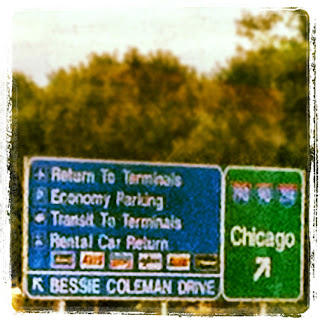 Return To Terminals
Economy Parking
Transit To Terminals
Rental Car Return
BESSIE COLEMAN DRIVE
Chicago